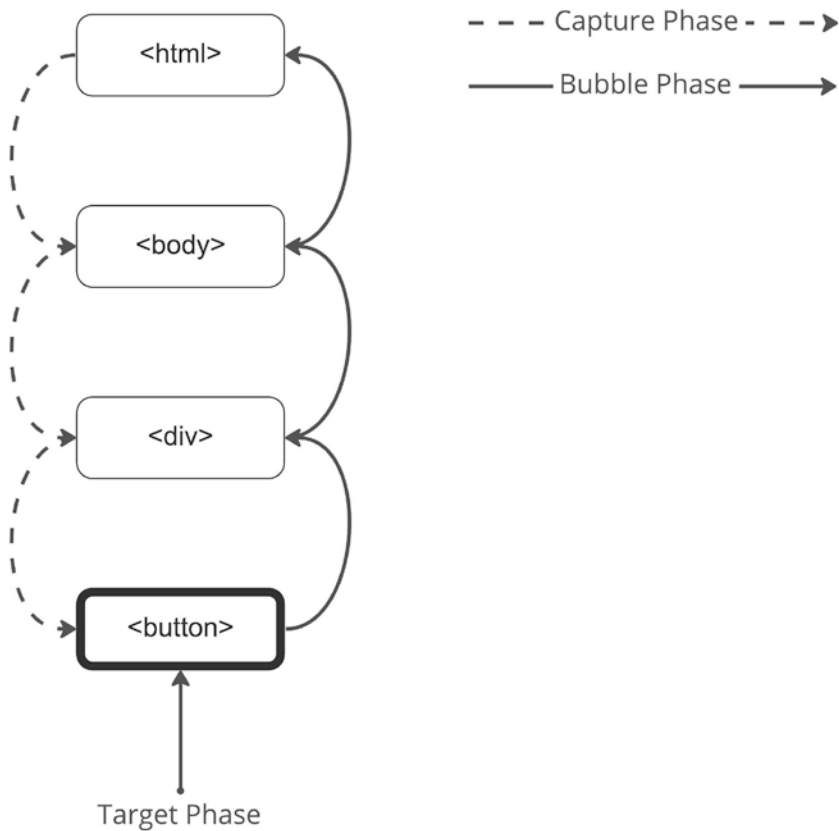 <html>
Capture Phase
Bubble Phase
<body>
<div>
<button>
Target Phase